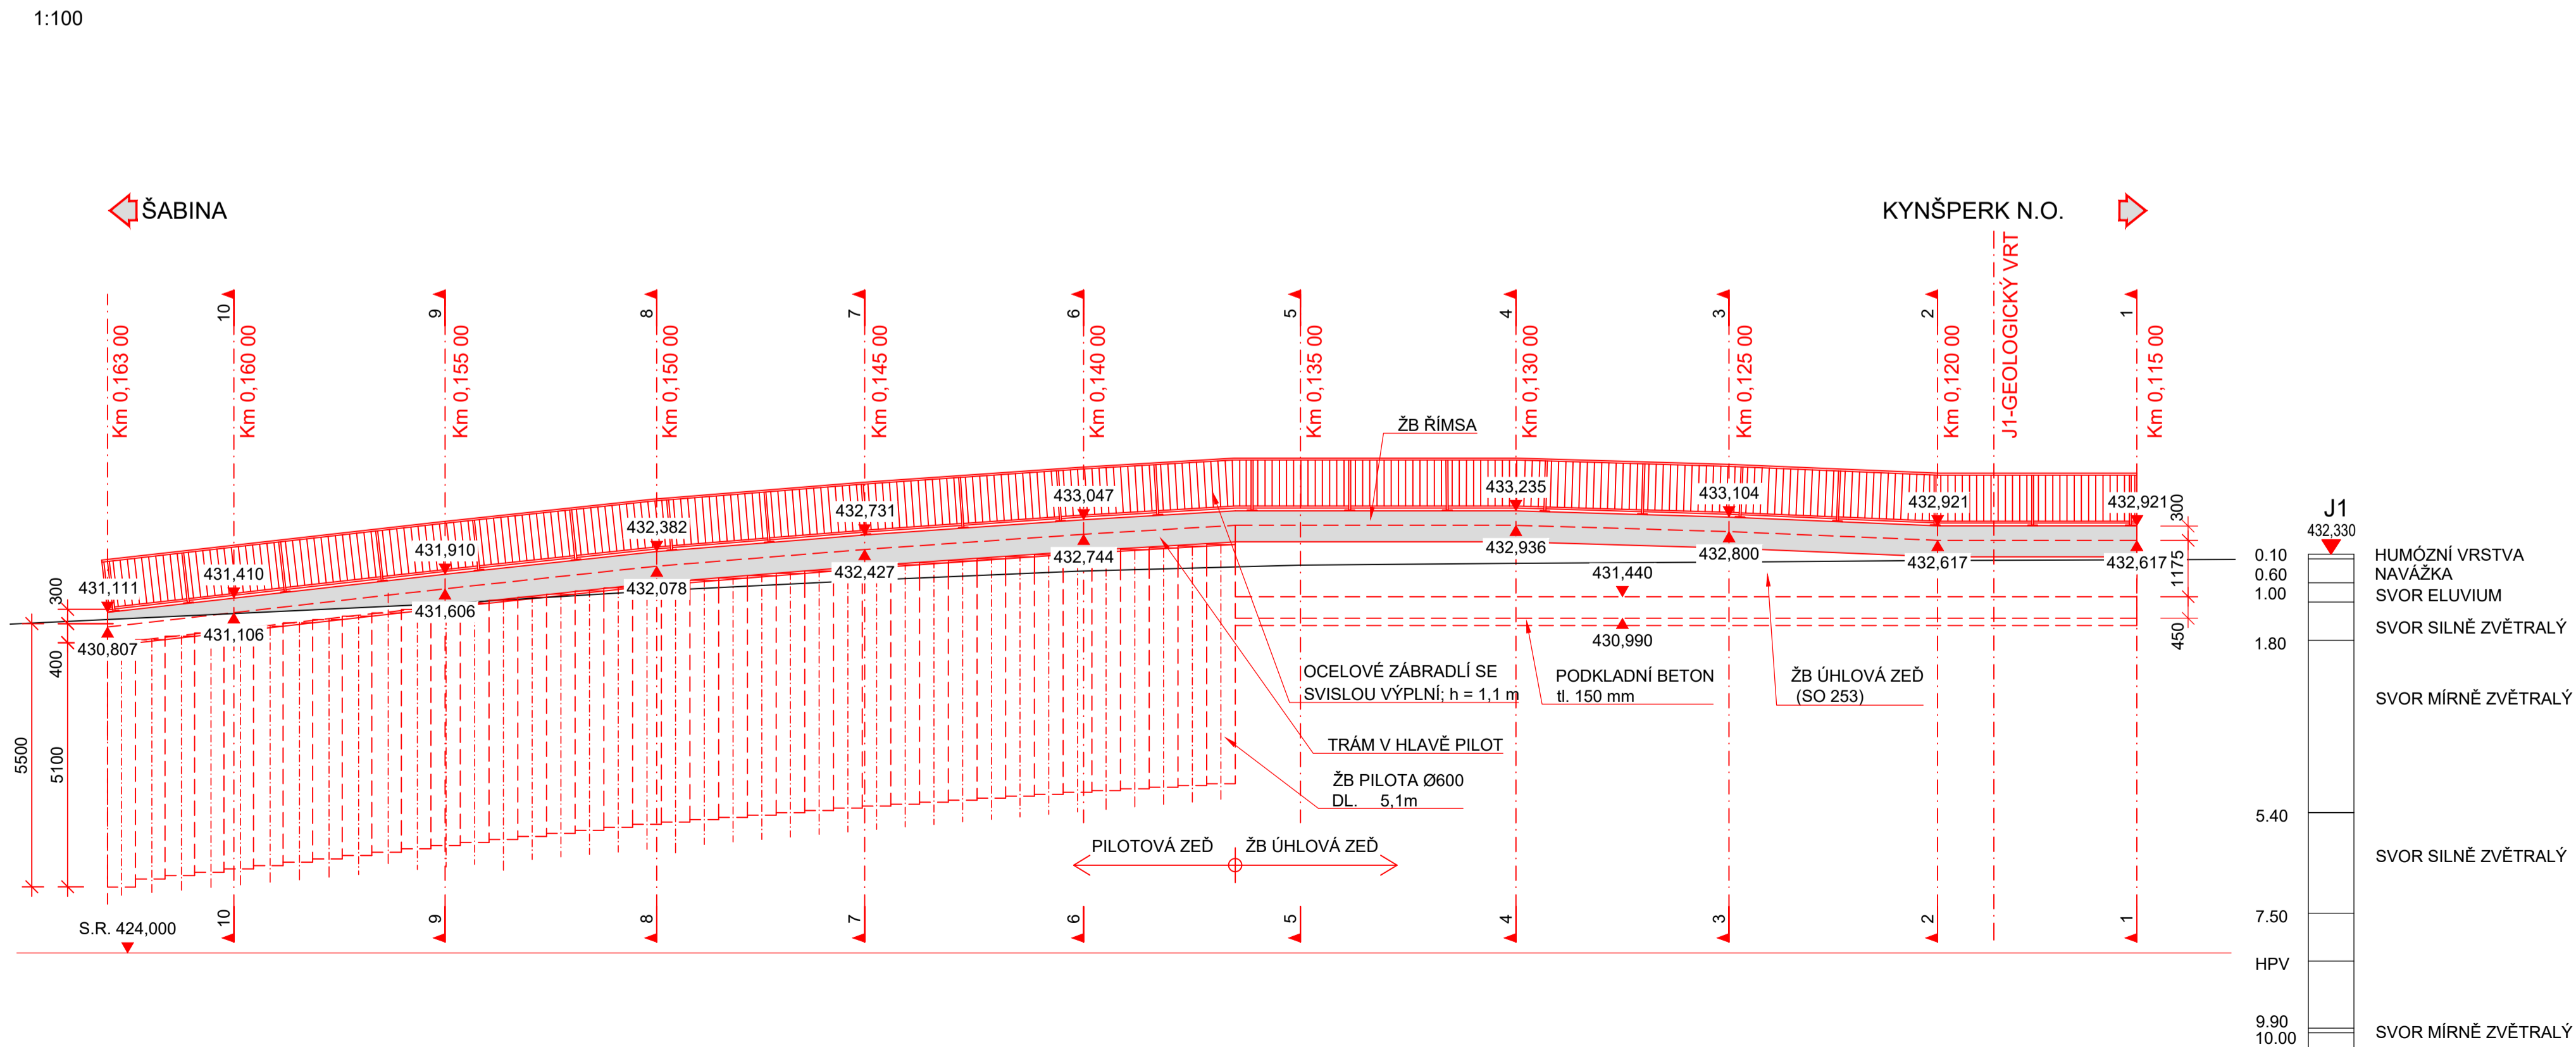 1:100
ŠABINA
KYNŠPERK N.O.
J1-GEOLOGICKÝ VRT
10
9
8
7
6
5
4
3
2
1
Km 0,163 00
Km 0,160 00
Km 0,155 00
Km 0,150 00
Km 0,145 00
Km 0,140 00
Km 0,135 00
Km 0,130 00
Km 0,125 00
Km 0,120 00
Km 0,115 00
ŽB ŘÍMSA
431,111
431,410
431,910
432,382
432,731
433,047
433,235
433,104
432,921
432,921
430,807
431,106
431,606
432,078
432,427
432,744
432,936
432,800
432,617
432,617
431,440
430,990
300
400
5500
5100
300
1175
450
OCELOVÉ ZÁBRADLÍ SE
SVISLOU VÝPLNÍ; h = 1,1 m
PODKLADNÍ BETON
tl. 150 mm
ŽB ÚHLOVÁ ZEĎ
(SO 253)
TRÁM V HLAVĚ PILOT
ŽB PILOTA Ø600
DL. 5,1m
PILOTOVÁ ZEĎ
ŽB ÚHLOVÁ ZEĎ
10
9
8
7
6
5
4
3
2
1
S.R. 424,000
J1
432,330
0.10
HUMÓZNÍ VRSTVA
0.60
NAVÁŽKA
1.00
SVOR ELUVIUM
SVOR SILNĚ ZVĚTRALÝ
1.80
SVOR MÍRNĚ ZVĚTRALÝ
5.40
SVOR SILNĚ ZVĚTRALÝ
7.50
HPV
9.90
10.00
SVOR MÍRNĚ ZVĚTRALÝ